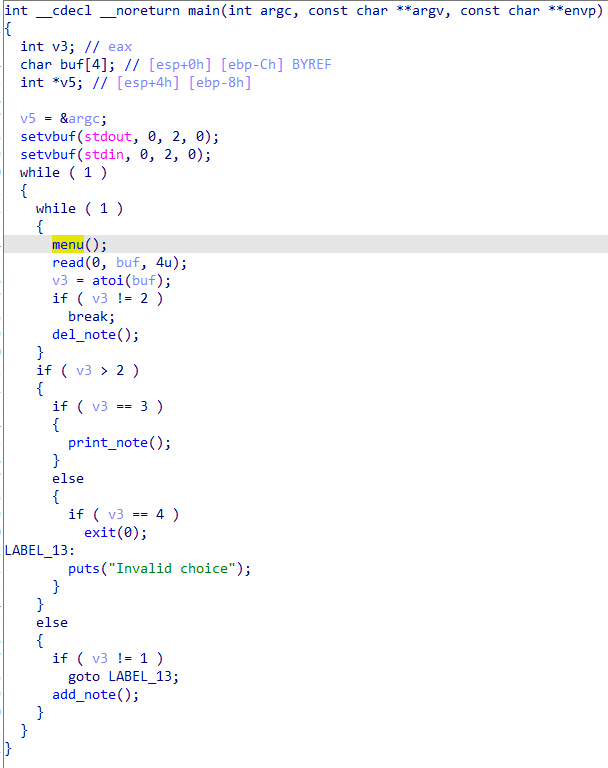 int __cdecl __noreturn main(int argc, const char **argv, const char **envp)
{
  int v3; // eax
  char buf[4]; // [esp+0h] [ebp-Ch] BYREF
  int *v5; // [esp+4h] [ebp-8h]

  v5 = &argc;
  setvbuf(stdout, 0, 2, 0);
  setvbuf(stdin, 0, 2, 0);
  while ( 1 )
  {
    while ( 1 )
    {
      menu();
      read(0, buf, 4u);
      v3 = atoi(buf);
      if ( v3 != 2 )
        break;
      del_note();
    }
    if ( v3 > 2 )
    {
      if ( v3 == 3 )
      {
        print_note();
      }
      else
      {
        if ( v3 == 4 )
          exit(0);
LABEL_13:
        puts("Invalid choice");
      }
    }
    else
    {
      if ( v3 != 1 )
        goto LABEL_13;
      add_note();
    }
  }
}